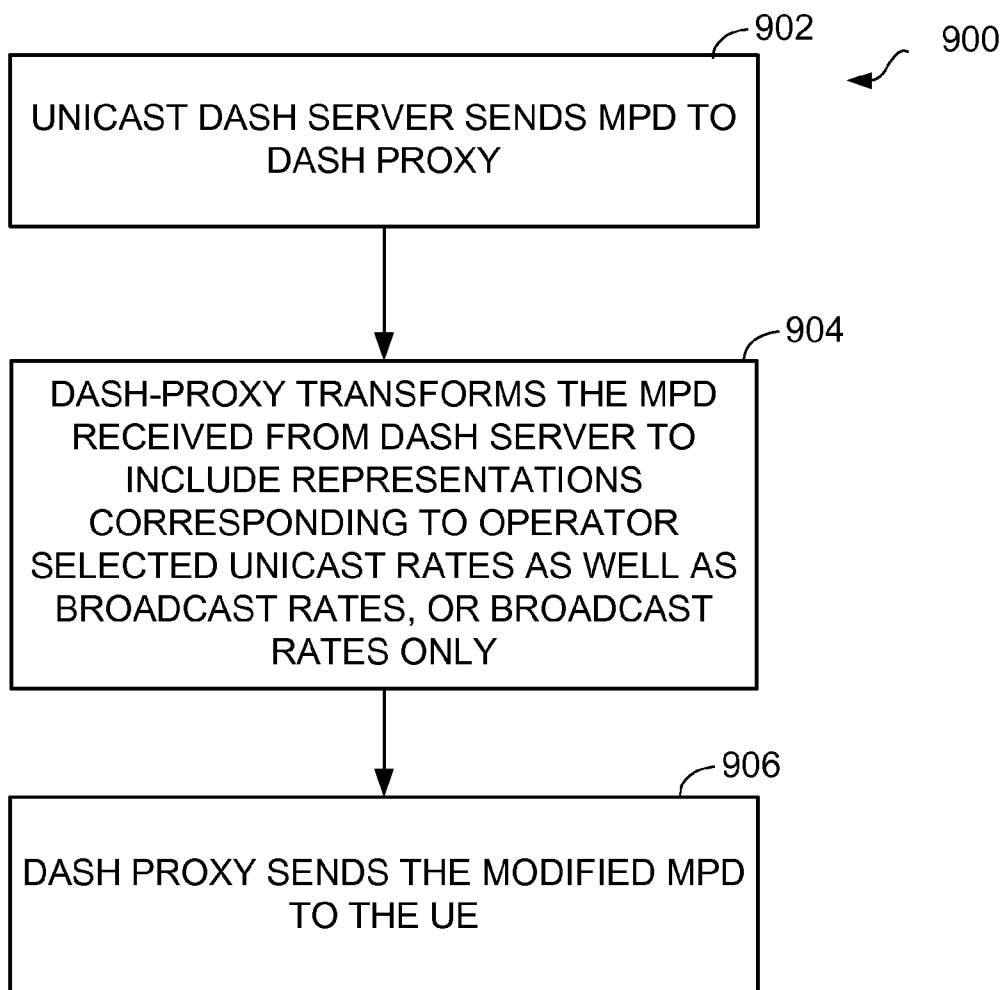 902
900
UNICAST DASH SERVER SENDS MPD TO
DASH PROXY
904
DASH-PROXY TRANSFORMS THE MPD
RECEIVED FROM DASH SERVER TO
INCLUDE REPRESENTATIONS
CORRESPONDING TO OPERATOR
SELECTED UNICAST RATES AS WELL AS
BROADCAST RATES, OR BROADCAST
RATES ONLY
906
DASH PROXY SENDS THE MODIFIED MPD
TO THE UE